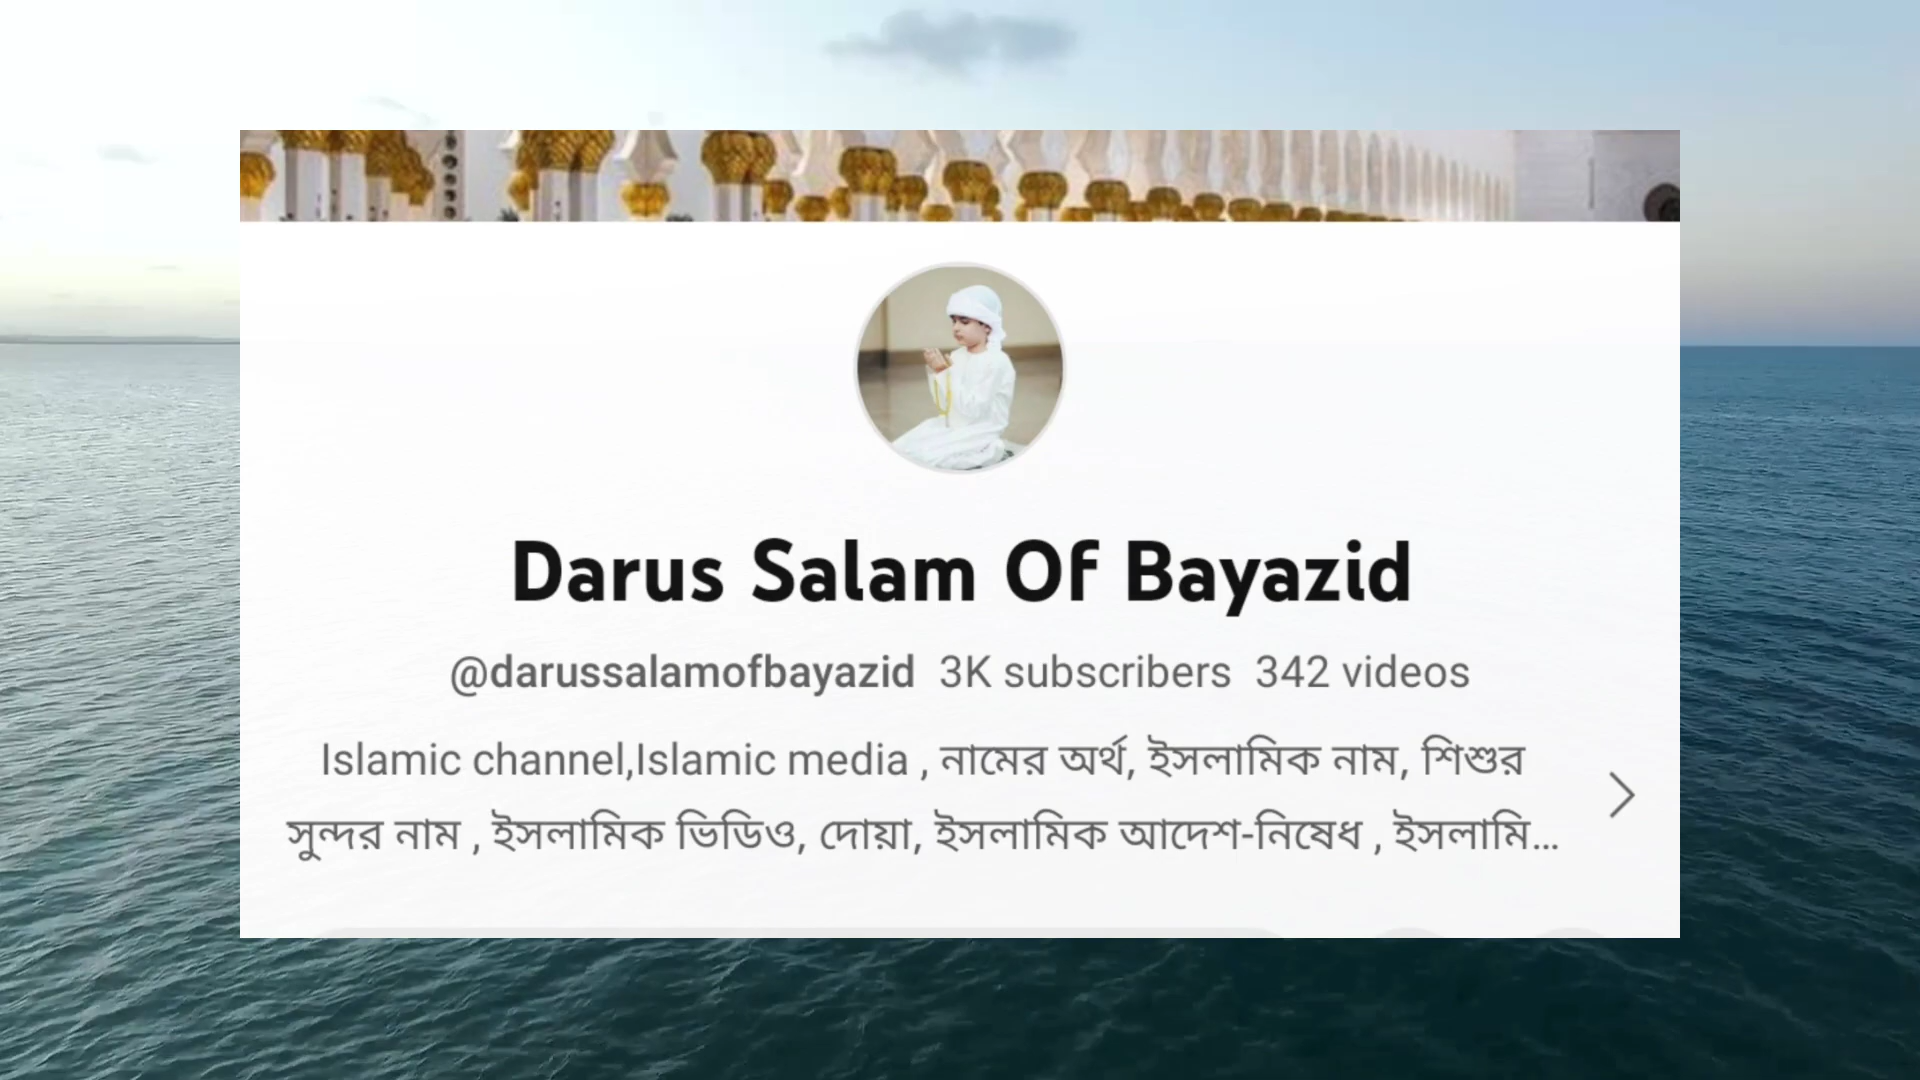 Darus Salam Of Bayazid
@darussalamofbayazid 3K subscribers 342 videos
Islamic channel,Islamic media , নামের অর্থ, ইসলামিক নাম, শিশুর
সুন্দর নাম , ইসলামিক ভিডিও, দোয়া, ইসলামিক আদেশ-নিষেধ , ইসলামি...